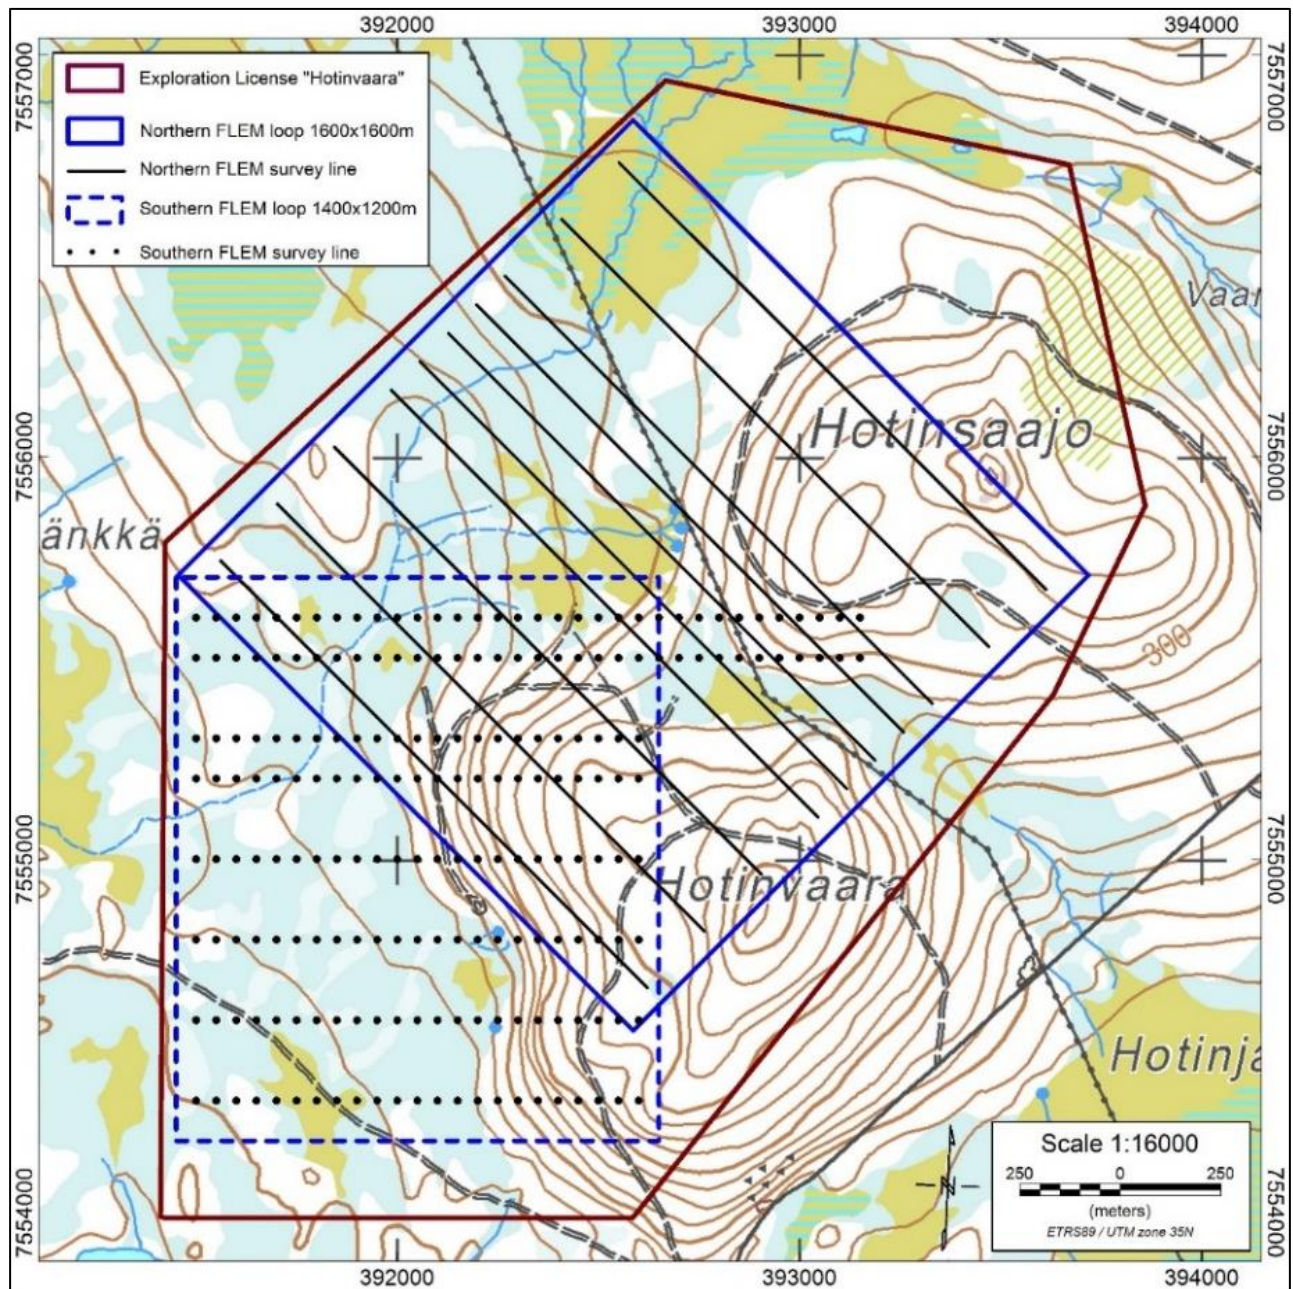 392000 393000 394000
7557000
7557000
Exploration License "Hotinvaara"
Northern FLEM loop 1600x1600m
Northern FLEM survey line
Southern FLEM loop 1400x1200m
Southern FLEM survey line
Vaar
Hotinsaajo
7556000
7556000
änkkä
300
7555000
7555000
Hotinvaara
Hotinja
Scale 1:16000
250 0 250
(meters)
ETRS89 / UTM zone 35N
N
7554000
7554000
392000 393000 394000